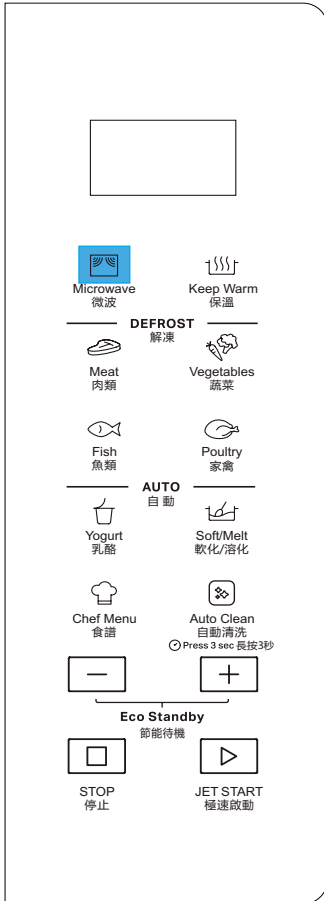 Microwave
微波
Keep Warm
保溫
DEFROST
解凍
Meat
肉類
Vegetables
蔬菜
Fish
魚類
Poultry
家禽
AUTO
自動
Yogurt
乳酪
Soft/Melt
軟化/溶化
Chef Menu
食譜
Auto Clean
自動清洗
Press 3 sec 長按3秒
Eco Standby
節能待機
STOP
停止
JET START
極速啟動